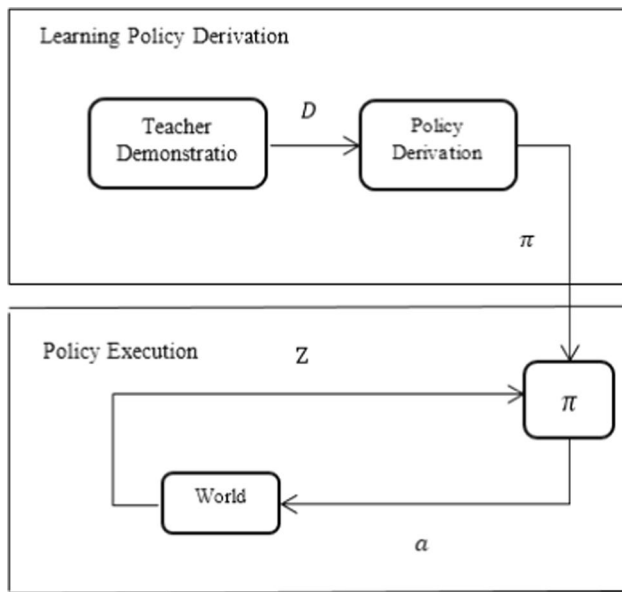 Learning Policy Derivation
Teacher
Demonstratio
D
Policy
Derivation
π
Policy Execution
Z
π
World
a